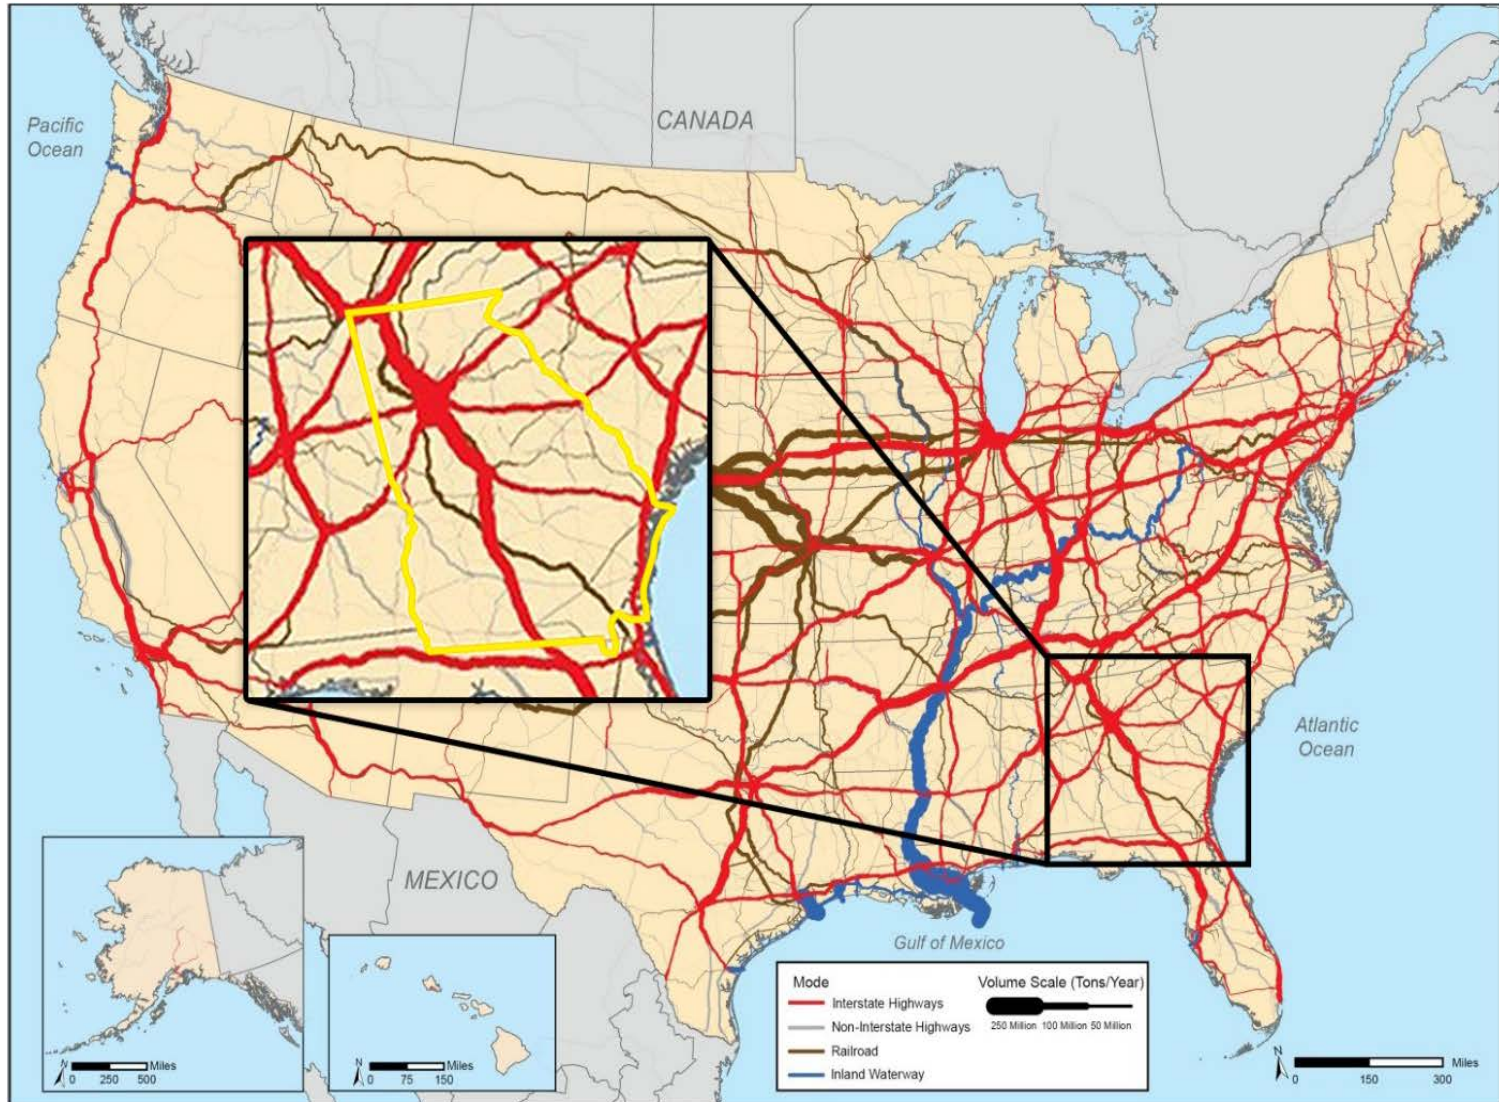 Pacific
Ocean
CANADA
Atlantic
Ocean
MEXICO
Gulf of Mexico
Mode
Interstate Highways
Non-Interstate Highways
Railroad
Inland Waterway
Volume Scale (Tons/Year)
250 Million 100 Million 50 Million
N
Miles
0 250 500
N
Miles
0 75 150
N
Miles
0 150 300